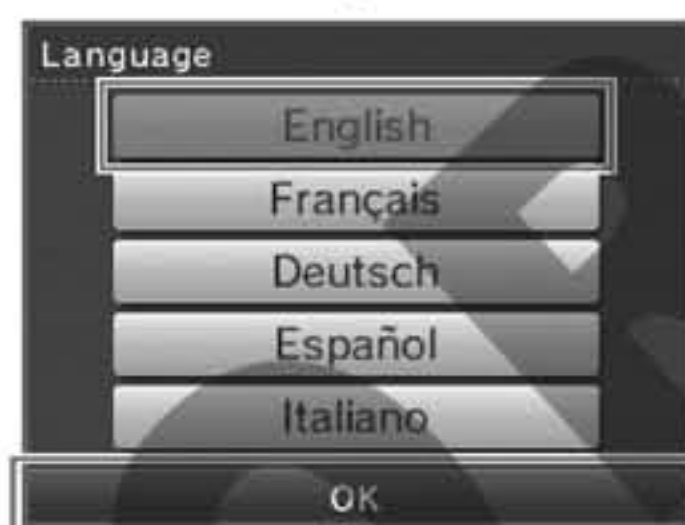 Language
English
Français
Deutsch
Español
Italiano
OK